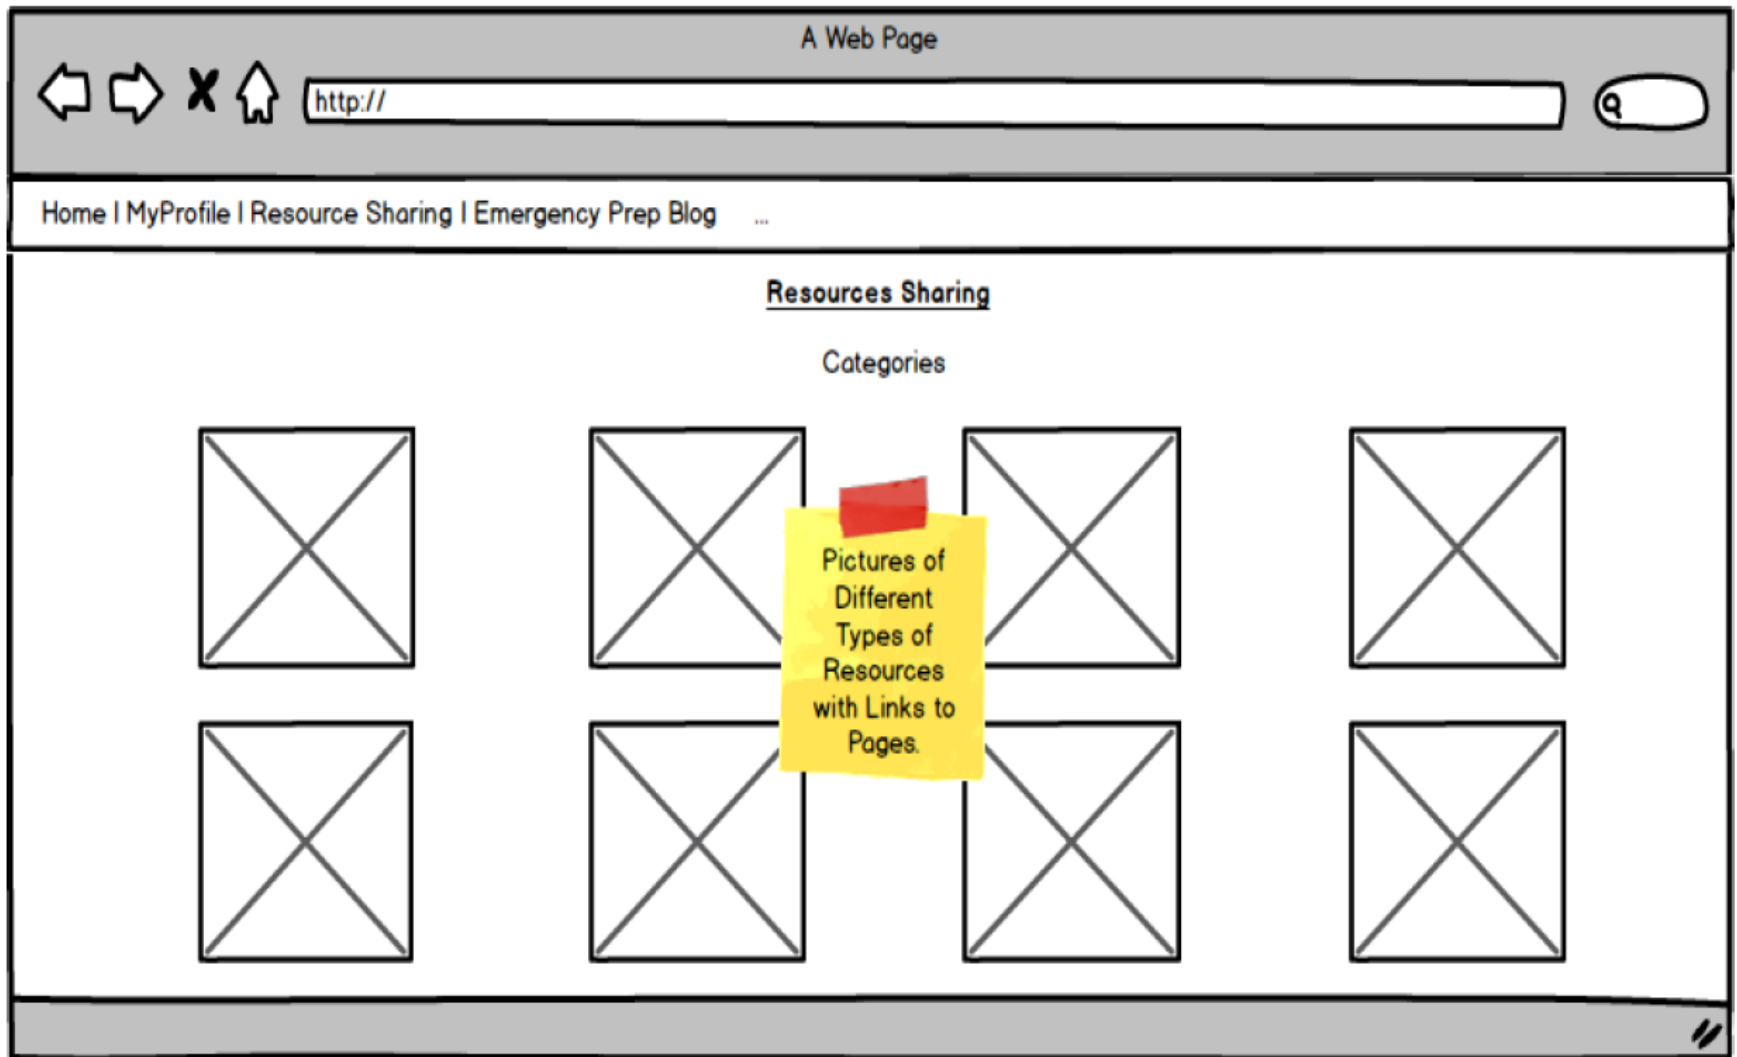 A Web Page
http://
Home | MyProfile | Resource Sharing | Emergency Prep Blog ...
Resources Sharing
Categories
Pictures of
Different
Types of
Resources
with Links to
Pages.